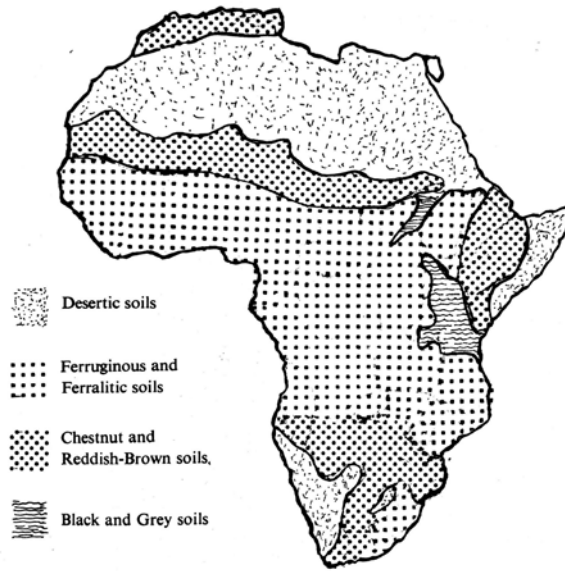 Desertic soils
Ferruginous and
Ferralitic soils
Chestnut and
Reddish-Brown soils,
Black and Grey soils